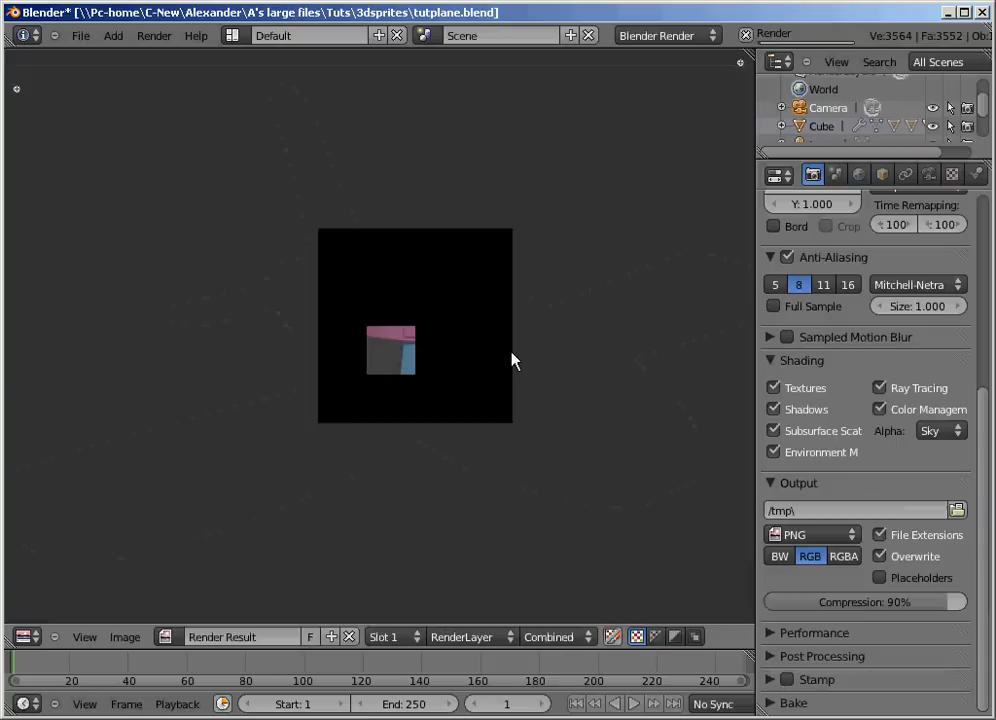 Blender* [\\Pc-home\C-New\Alexander\A's large files\Tuts\3dsprites\tutplane.blend]
File Add Render Help Default Scene Blender Render Render Ve:3564 | Fa:3552 | Ob:
View Search All Scenes
World
Camera |
Cube |
Y: 1.000 Time Remapping:
Bord Crop : 100 : 100
Anti-Aliasing
5 8 11 16 Mitchell-Netra
Full Sample Size: 1.000
Sampled Motion Blur
Shading
Textures Ray Tracing
Shadows Color Managem
Subsurface Scat Alpha: Sky
Environment M
Output
/tmp\
PNG File Extensions
BW RGB RGBA Overwrite
Placeholders
Compression: 90%
Performance
Post Processing
Stamp
Bake
View Image Render Result F Slot 1 RenderLayer Combined
20 40 60 80 100 120 140 160 180 200 220 240
View Frame Playback Start: 1 End: 250 1 No Sync